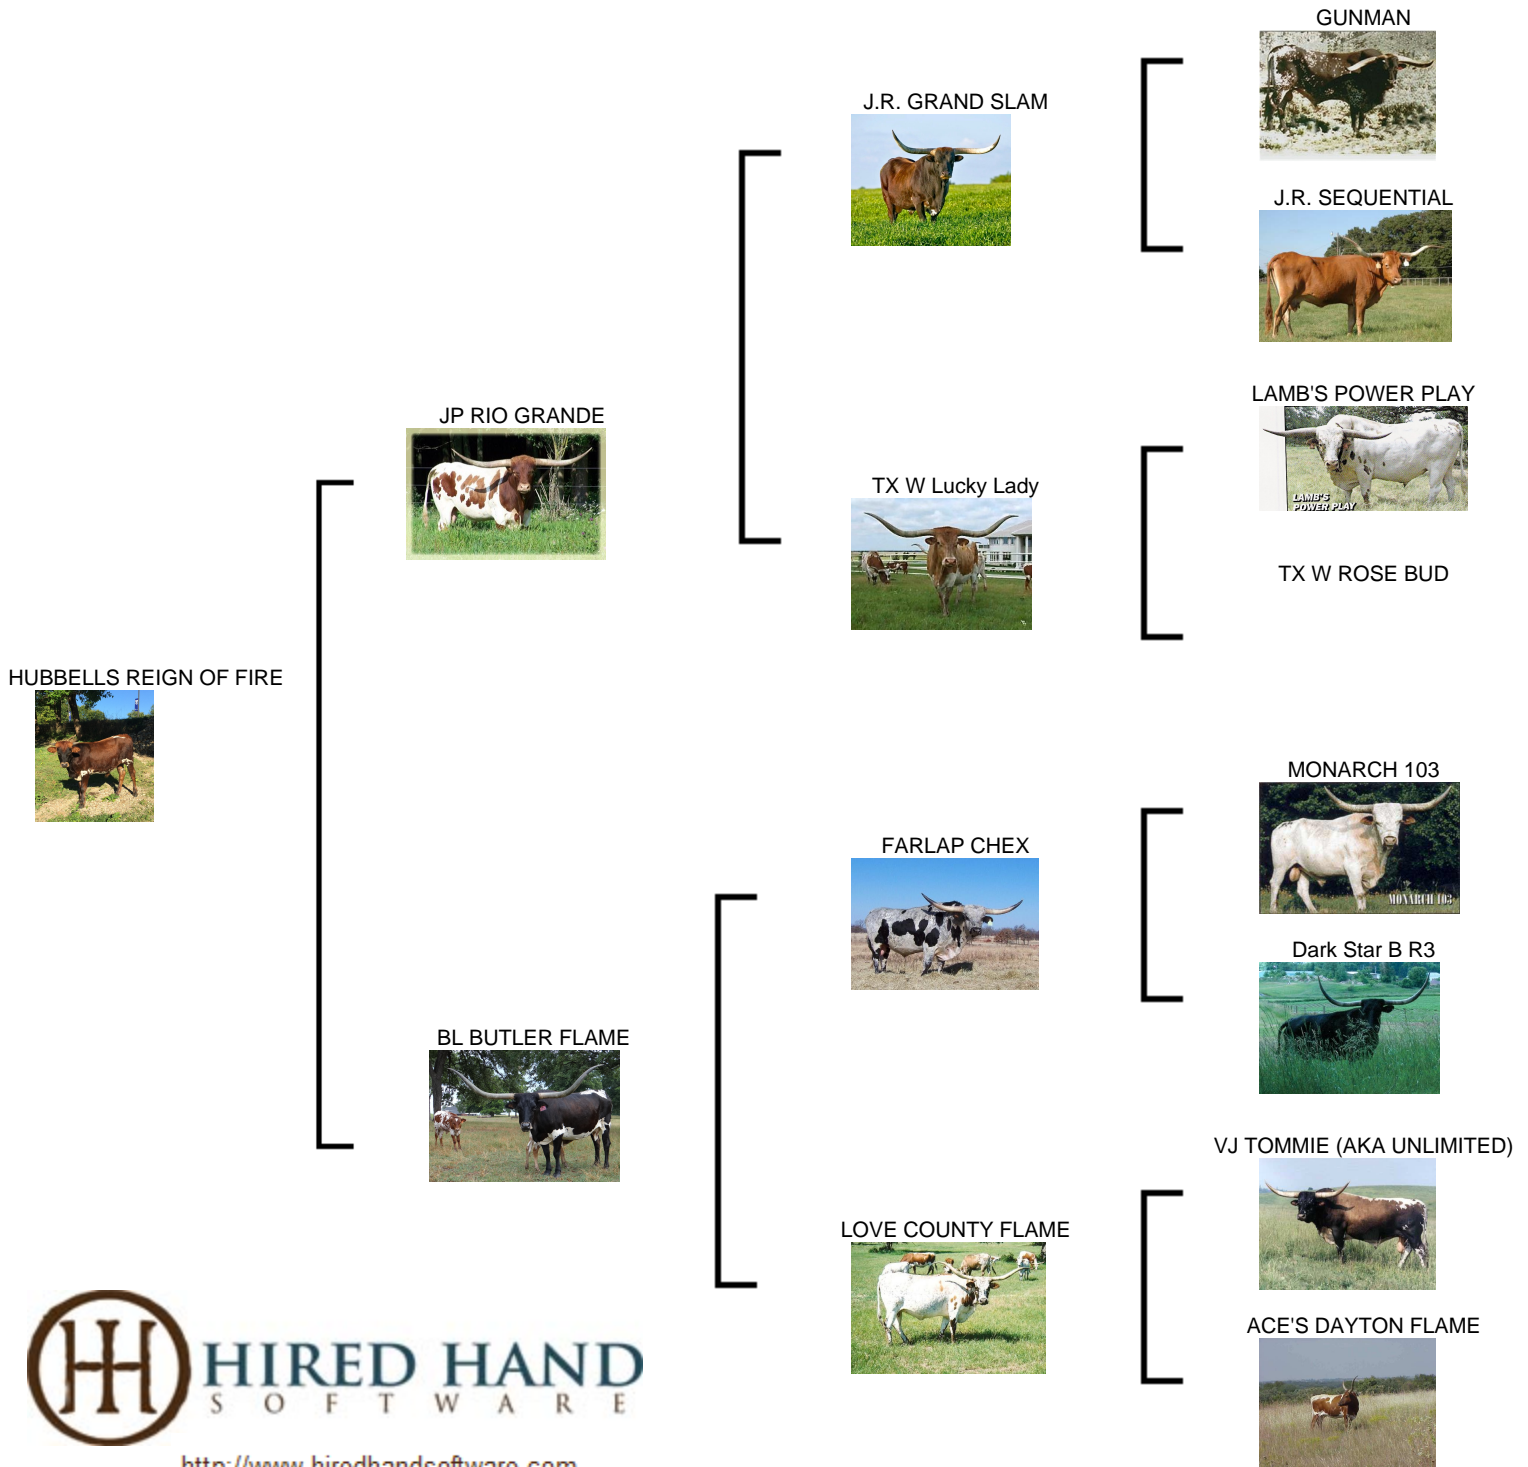 GUNMAN
J.R. GRAND SLAM
J.R. SEQUENTIAL
LAMB'S POWER PLAY
JP RIO GRANDE
TX W Lucky Lady
LAMB'S
POWER PLAY
TX W ROSE BUD
HUBBELLS REIGN OF FIRE
MONARCH 103
FARLAP CHEX
MONARCH 103
Dark Star B R3
BL BUTLER FLAME
VJ TOMMIE (AKA UNLIMITED)
LOVE COUNTY FLAME
ACE'S DAYTON FLAME
HIRED HAND
SOFTWARE
http://www.hiredhandsoftware.com